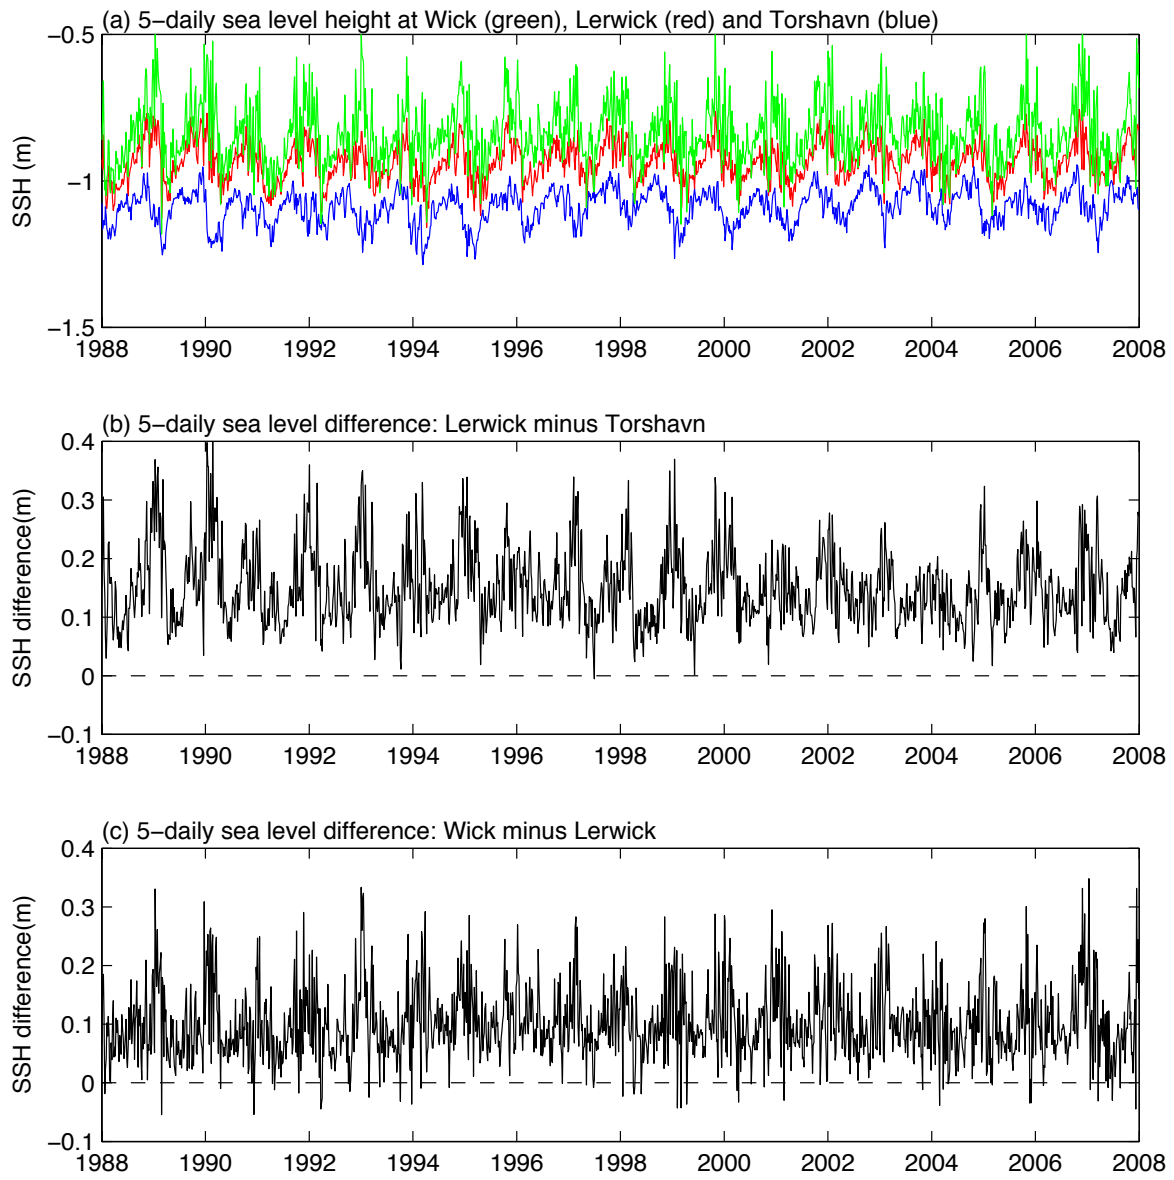 (a) 5−daily sea level height at Wick (green), Lerwick (red) and Torshavn (blue)
−0.5
−1
−1.5
SSH (m)
1988 1990 1992 1994 1996 1998 2000 2002 2004 2006 2008
(b) 5−daily sea level difference: Lerwick minus Torshavn
0.4
0.3
0.2
0.1
0
−0.1
SSH difference(m)
1988 1990 1992 1994 1996 1998 2000 2002 2004 2006 2008
(c) 5−daily sea level difference: Wick minus Lerwick
0.4
0.3
0.2
0.1
0
−0.1
SSH difference(m)
1988 1990 1992 1994 1996 1998 2000 2002 2004 2006 2008